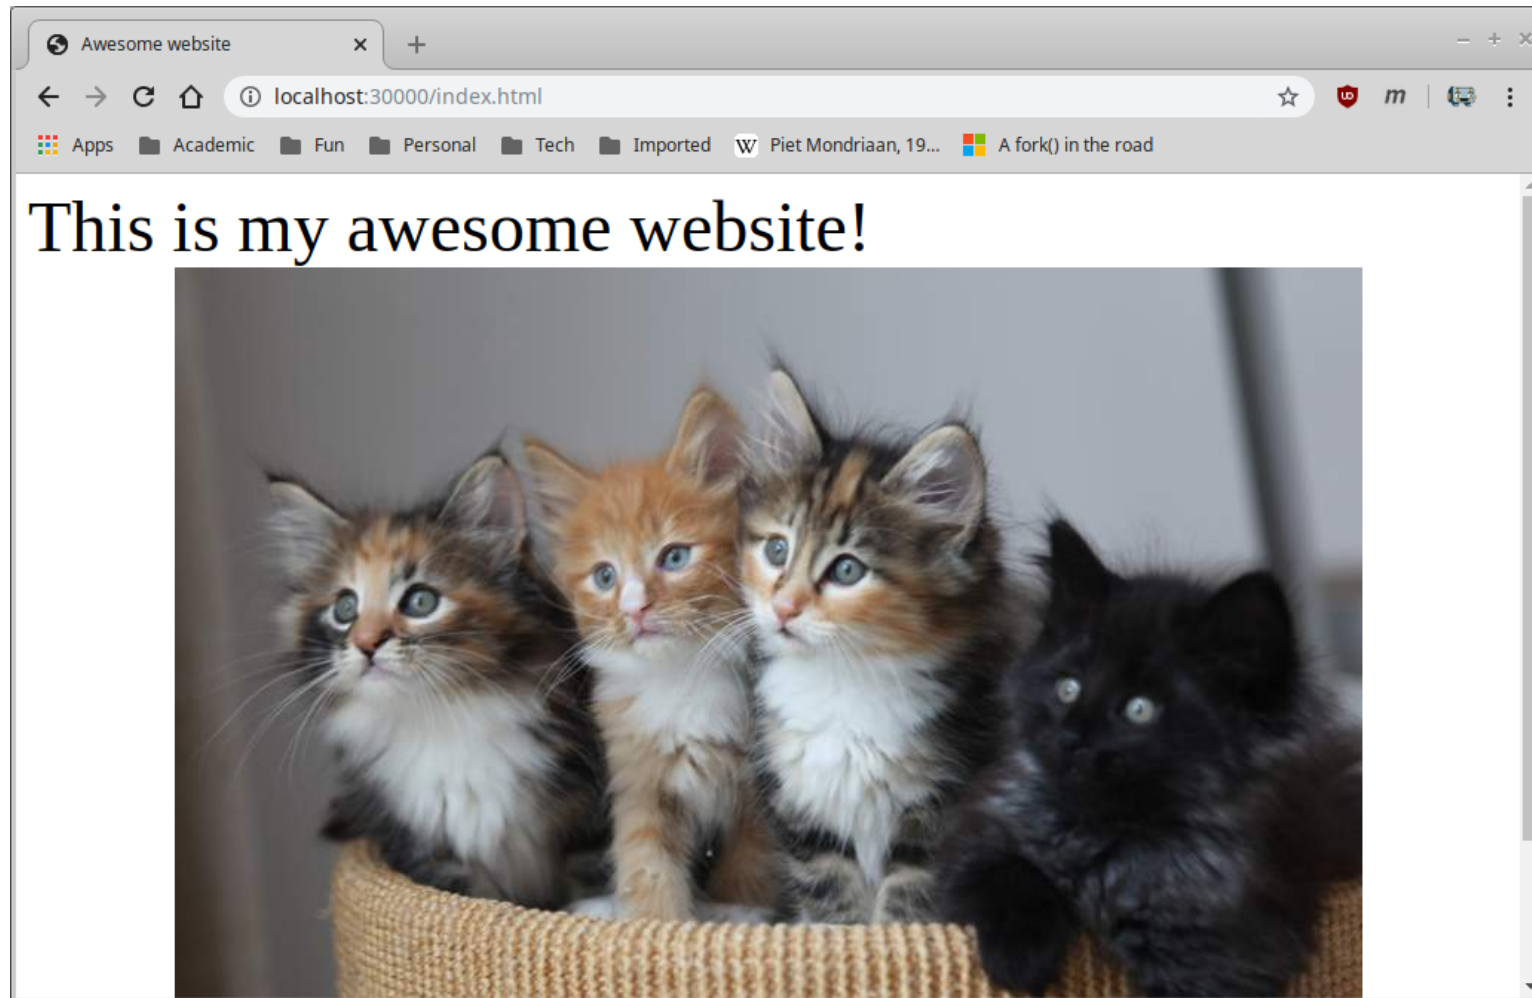 Awesome website
localhost:30000/index.html
m
Apps Academic Fun Personal Tech Imported W Piet Mondriaan, 19... A fork() in the road
This is my awesome website!